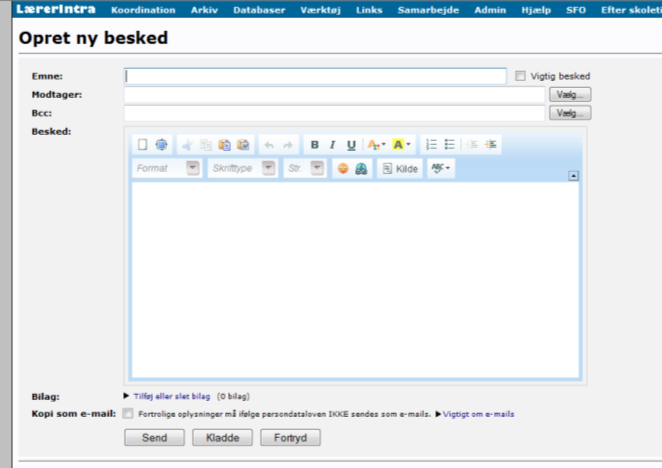 LærerIntra Koordination Arkiv Databaser Værktøj Links Samarbejde Admin Hjælp SFO
Opret ny besked
Emne: Vigtig besked
Modtager: Vælg...
Bcc: Vælg...
Besked:
B I U A A
Format Skrifttype Str. Kilde ABC
Bilag: Tilføj eller slet bilag (0 bilag)
Kopi som e-mail: Fortrolige oplysninger må ifølge persondataloven IKKE sendes som e-mails. Vigtigt om e-mails
Send Kladde Fortryd